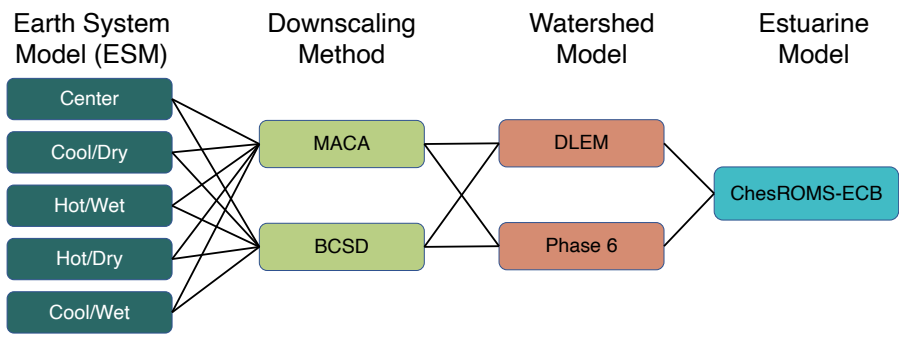 Earth System
Model (ESM)
Downscaling
Method
Watershed
Model
Estuarine
Model
Center
Cool/Dry
Hot/Wet
Hot/Dry
Cool/Wet
MACA
BCSD
DLEM
Phase 6
ChesROMS-ECB